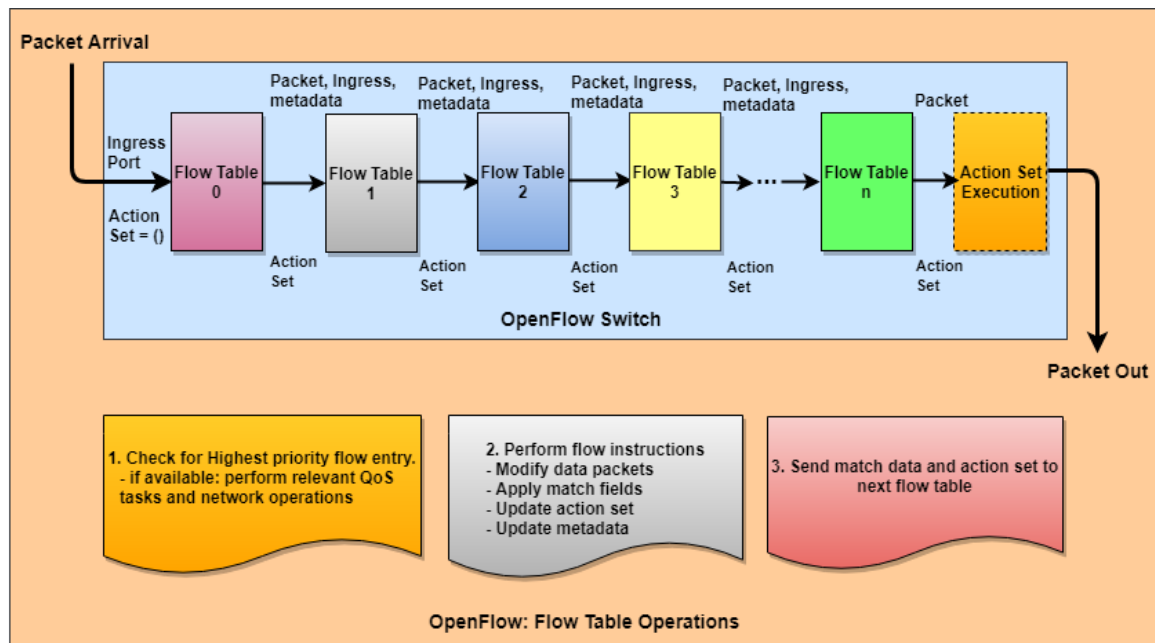 Packet Arrival
Packet, Ingress,
metadata
Packet, Ingress,
metadata
Packet, Ingress,
metadata
Packet, Ingress,
metadata
Packet
Ingress
Port
Action
Set = ()
Flow Table
0
Flow Table
1
Flow Table
2
Flow Table
3
...
Flow Table
n
Action Set
Execution
Action
Set
Action
Set
Action
Set
Action
Set
Action
Set
OpenFlow Switch
Packet Out
1. Check for Highest priority flow entry.
- if available: perform relevant QoS
tasks and network operations
2. Perform flow instructions
- Modify data packets
- Apply match fields
- Update action set
- Update metadata
3. Send match data and action set to
next flow table
OpenFlow: Flow Table Operations